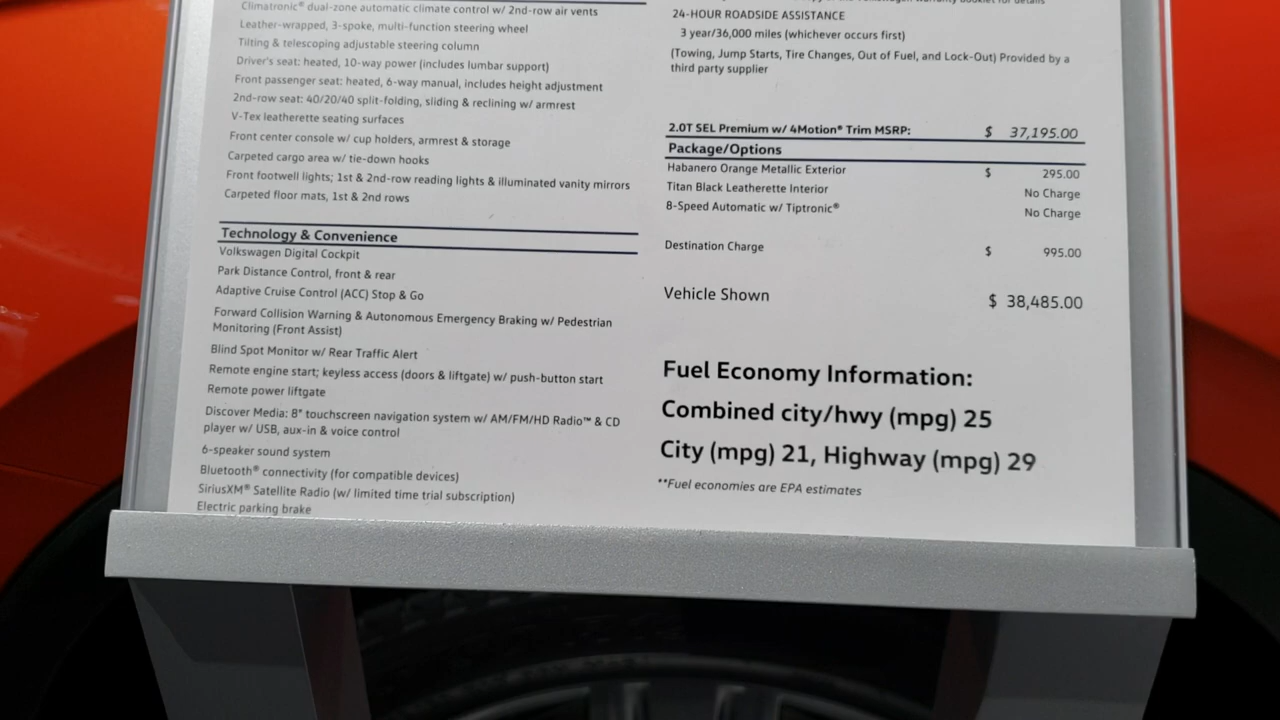 Climatronic® dual-zone automatic climate control w/ 2nd-row air vents
Leather-wrapped, 3-spoke, multi-function steering wheel
Tilting & telescoping adjustable steering column
Driver's seat: heated, 10-way power (includes lumbar support)
Front passenger seat: heated, 6-way manual, includes height adjustment
2nd-row seat: 40/20/40 split-folding, sliding & reclining w/ armrest
V-Tex leatherette seating surfaces
Front center console w/ cup holders, armrest & storage
Carpeted cargo area w/ tie-down hooks
Front footwell lights; 1st & 2nd-row reading lights & illuminated vanity mirrors
Carpeted floor mats, 1st & 2nd rows
Technology & Convenience
Volkswagen Digital Cockpit
Park Distance Control, front & rear
Adaptive Cruise Control (ACC) Stop & Go
Forward Collision Warning & Autonomous Emergency Braking w/ Pedestrian
Monitoring (Front Assist)
Blind Spot Monitor w/ Rear Traffic Alert
Remote engine start; keyless access (doors & liftgate) w/ push-button start
Remote power liftgate
Discover Media: 8" touchscreen navigation system w/ AM/FM/HD Radio™ & CD
player w/ USB, aux-in & voice control
6-speaker sound system
Bluetooth® connectivity (for compatible devices)
SiriusXM® Satellite Radio (w/ limited time trial subscription)
Electric parking brake
24-HOUR ROADSIDE ASSISTANCE
3 year/36,000 miles (whichever occurs first)
(Towing, Jump Starts, Tire Changes, Out of Fuel, and Lock-Out) Provided by a
third party supplier
2.0T SEL Premium w/ 4Motion® Trim MSRP: $ 37,195.00
Package/Options
Habanero Orange Metallic Exterior $ 295.00
Titan Black Leatherette Interior No Charge
8-Speed Automatic w/ Tiptronic® No Charge
Destination Charge $ 995.00
Vehicle Shown $ 38,485.00
Fuel Economy Information:
Combined city/hwy (mpg) 25
City (mpg) 21, Highway (mpg) 29
**Fuel economies are EPA estimates